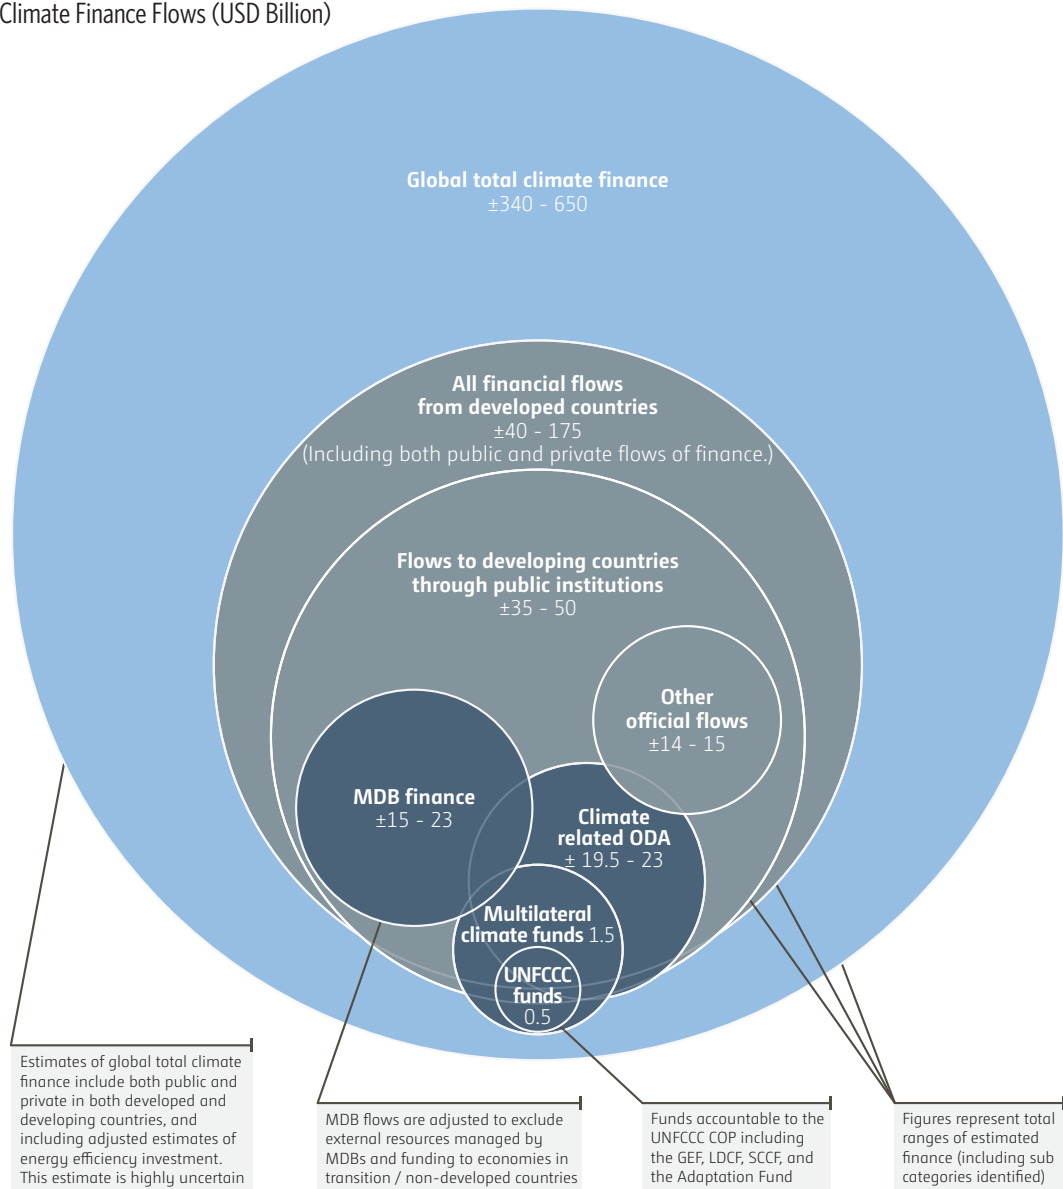 Climate Finance Flows (USD Billion)
Global total climate finance
±340 - 650
All financial flows
from developed countries
±40 - 175
(Including both public and private flows of finance.)
Flows to developing countries
through public institutions
±35 - 50
Other
official flows
±14 - 15
MDB finance
±15 - 23
Climate
related ODA
± 19.5 - 23
Multilateral
climate funds 1.5
UNFCCC
funds
0.5
Estimates of global total climate
finance include both public and
private in both developed and
developing countries, and
including adjusted estimates of
energy efficiency investment.
This estimate is highly uncertain
MDB flows are adjusted to exclude
external resources managed by
MDBs and funding to economies in
transition / non-developed countries
Funds accountable to the
UNFCCC COP including
the GEF, LDCF, SCCF, and
the Adaptation Fund
Figures represent total
ranges of estimated
finance (including sub
categories identified)